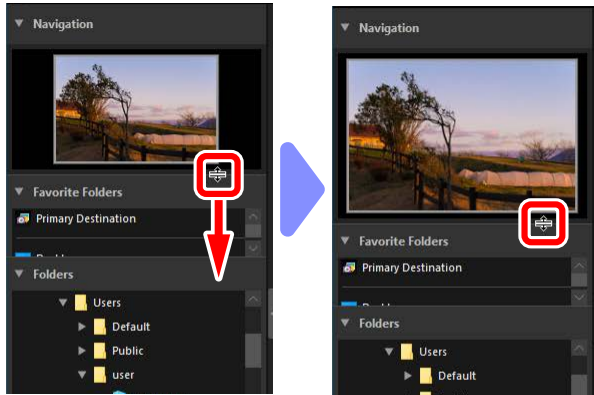 Navigation
Favorite Folders
Primary Destination
Folders
Users
Default
Public
user
Navigation
Favorite Folders
Primary Destination
Folders
Users
Default